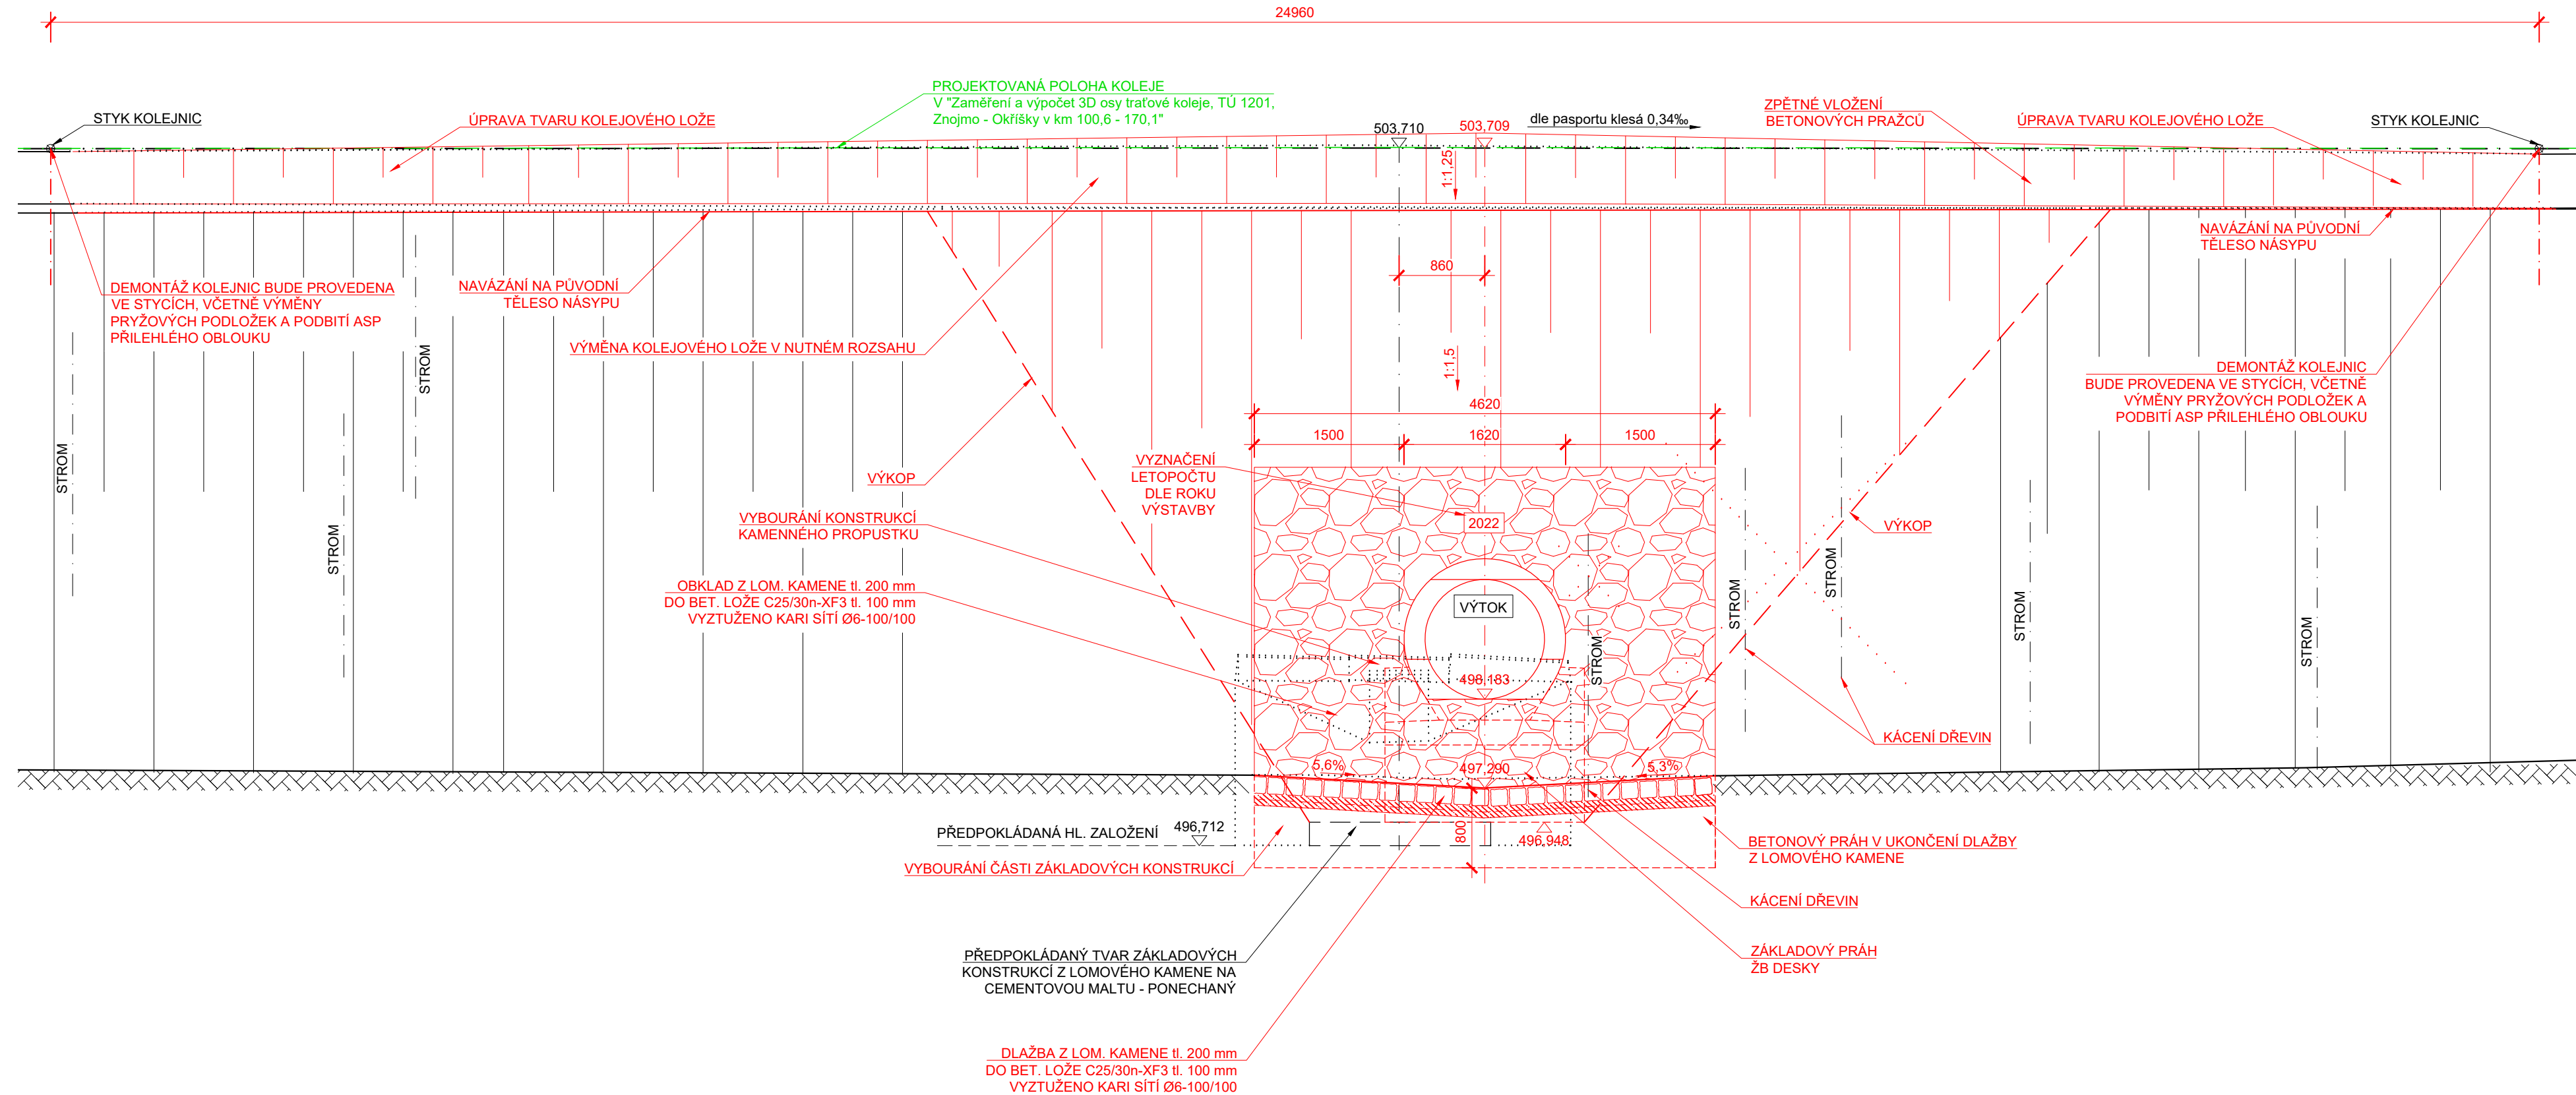 24960
PROJEKTOVANÁ POLOHA KOLEJE
V "Zaměření a výpočet 3D osy traťové koleje, TÚ 1201,
Znojmo - Okříšky v km 100,6 - 170,1"
STYK KOLEJNIC
ÚPRAVA TVARU KOLEJOVÉHO LOŽE
503,710
503,709
dle pasportu klesá 0,34‰
ZPĚTNÉ VLOŽENÍ
BETONOVÝCH PRAŽCŮ
ÚPRAVA TVARU KOLEJOVÉHO LOŽE
STYK KOLEJNIC
1:1,25
860
DEMONTÁŽ KOLEJNIC BUDE PROVEDENA
VE STYCÍCH, VČETNĚ VÝMĚNY
PRYŽOVÝCH PODLOŽEK A PODBITÍ ASP
PŘILEHLÉHO OBLOUKU
NAVÁZÁNÍ NA PŮVODNÍ
TĚLESO NÁSYPU
NAVÁZÁNÍ NA PŮVODNÍ
TĚLESO NÁSYPU
VÝMĚNA KOLEJOVÉHO LOŽE V NUTNÉM ROZSAHU
1:1,5
DEMONTÁŽ KOLEJNIC
BUDE PROVEDENA VE STYCÍCH, VČETNĚ
VÝMĚNY PRYŽOVÝCH PODLOŽEK A
PODBITÍ ASP PŘILEHLÉHO OBLOUKU
4620
1500
1620
1500
STROM
STROM
STROM
VÝKOP
VYZNAČENÍ
LETOPOČTU
DLE ROKU
VÝSTAVBY
2022
VÝKOP
VYBOURÁNÍ KONSTRUKCÍ
KAMENNÉHO PROPUSTKU
OBKLAD Z LOM. KAMENE tl. 200 mm
DO BET. LOŽE C25/30n-XF3 tl. 100 mm
VYZTUŽENO KARI SÍTÍ Ø6-100/100
VÝTOK
STROM
STROM
STROM
STROM
STROM
498,183
KÁCENÍ DŘEVIN
5,6%
497,290
5,3%
PŘEDPOKLÁDANÁ HL. ZALOŽENÍ
496,712
800
496,948
BETONOVÝ PRÁH V UKONČENÍ DLAŽBY
Z LOMOVÉHO KAMENE
VYBOURÁNÍ ČÁSTI ZÁKLADOVÝCH KONSTRUKCÍ
KÁCENÍ DŘEVIN
PŘEDPOKLÁDANÝ TVAR ZÁKLADOVÝCH
KONSTRUKCÍ Z LOMOVÉHO KAMENE NA
CEMENTOVOU MALTU - PONECHANÝ
ZÁKLADOVÝ PRÁH
ŽB DESKY
DLAŽBA Z LOM. KAMENE tl. 200 mm
DO BET. LOŽE C25/30n-XF3 tl. 100 mm
VYZTUŽENO KARI SÍTÍ Ø6-100/100